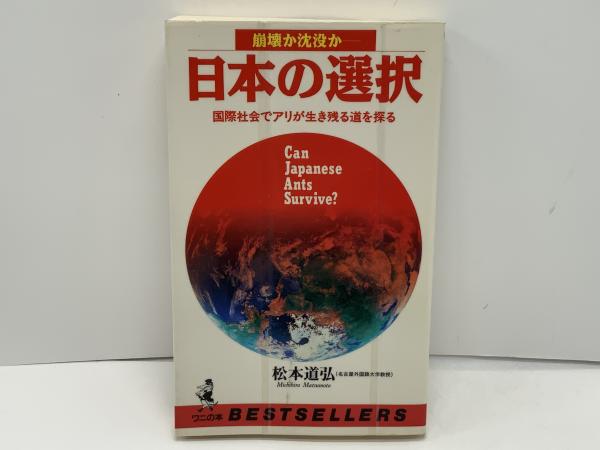 崩壊か沈没か──
日本の選択
国際社会でアリが生き残る道を探る
Can
Japanese
Ants
Survive?
松本道弘(名古屋外国語大学教授)
Michihiro Matsumoto
ワニの本
BESTSELLERS